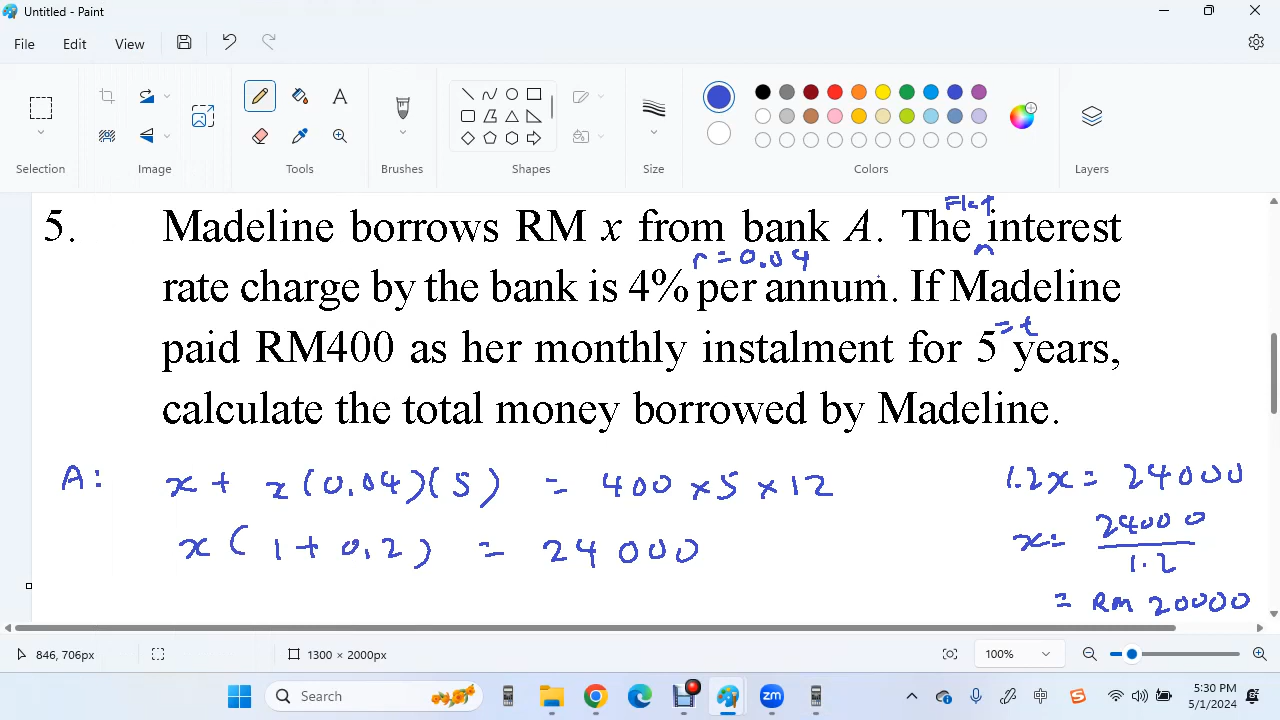 Untitled - Paint
File Edit View
Selection Image Tools Brushes Shapes Size Colors Layers
Flat
5. Madeline borrows RM x from bank A. The interest
r = 0.04
rate charge by the bank is 4% per annum. If Madeline
= t
paid RM400 as her monthly instalment for 5 years,
calculate the total money borrowed by Madeline.
A: x + x(0.04)(5) = 400 x 5 x 12
x(1 + 0.2) = 24 000
1.2x = 24000
x = 24000
1.2
= RM 20000
846, 706px 1300 × 2000px 100%
Search zm 中 S 5:30 PM
5/1/2024